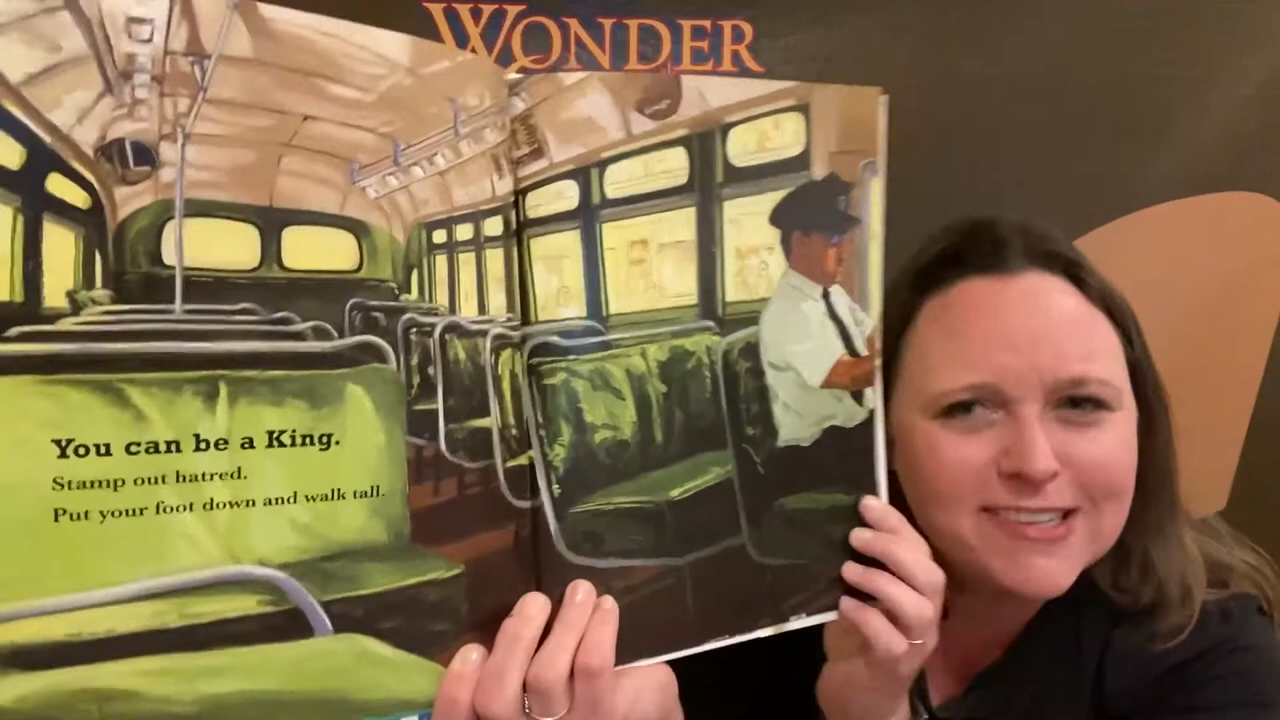 WONDER
You can be a King.
Stamp out hatred.
Put your foot down and walk tall.